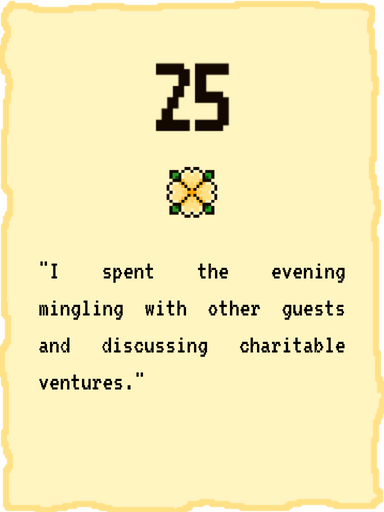 25
"I spent the evening
mingling with other guests
and discussing charitable
ventures."